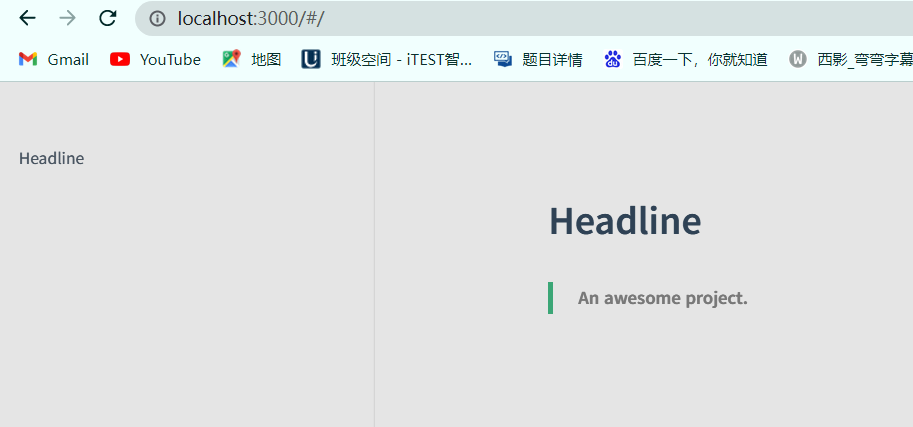 localhost:3000/#/
Gmail YouTube 地图 班级空间 - iTEST智... 题目详情 百度一下，你就知道 西影_弯弯字幕
Headline
Headline
An awesome project.